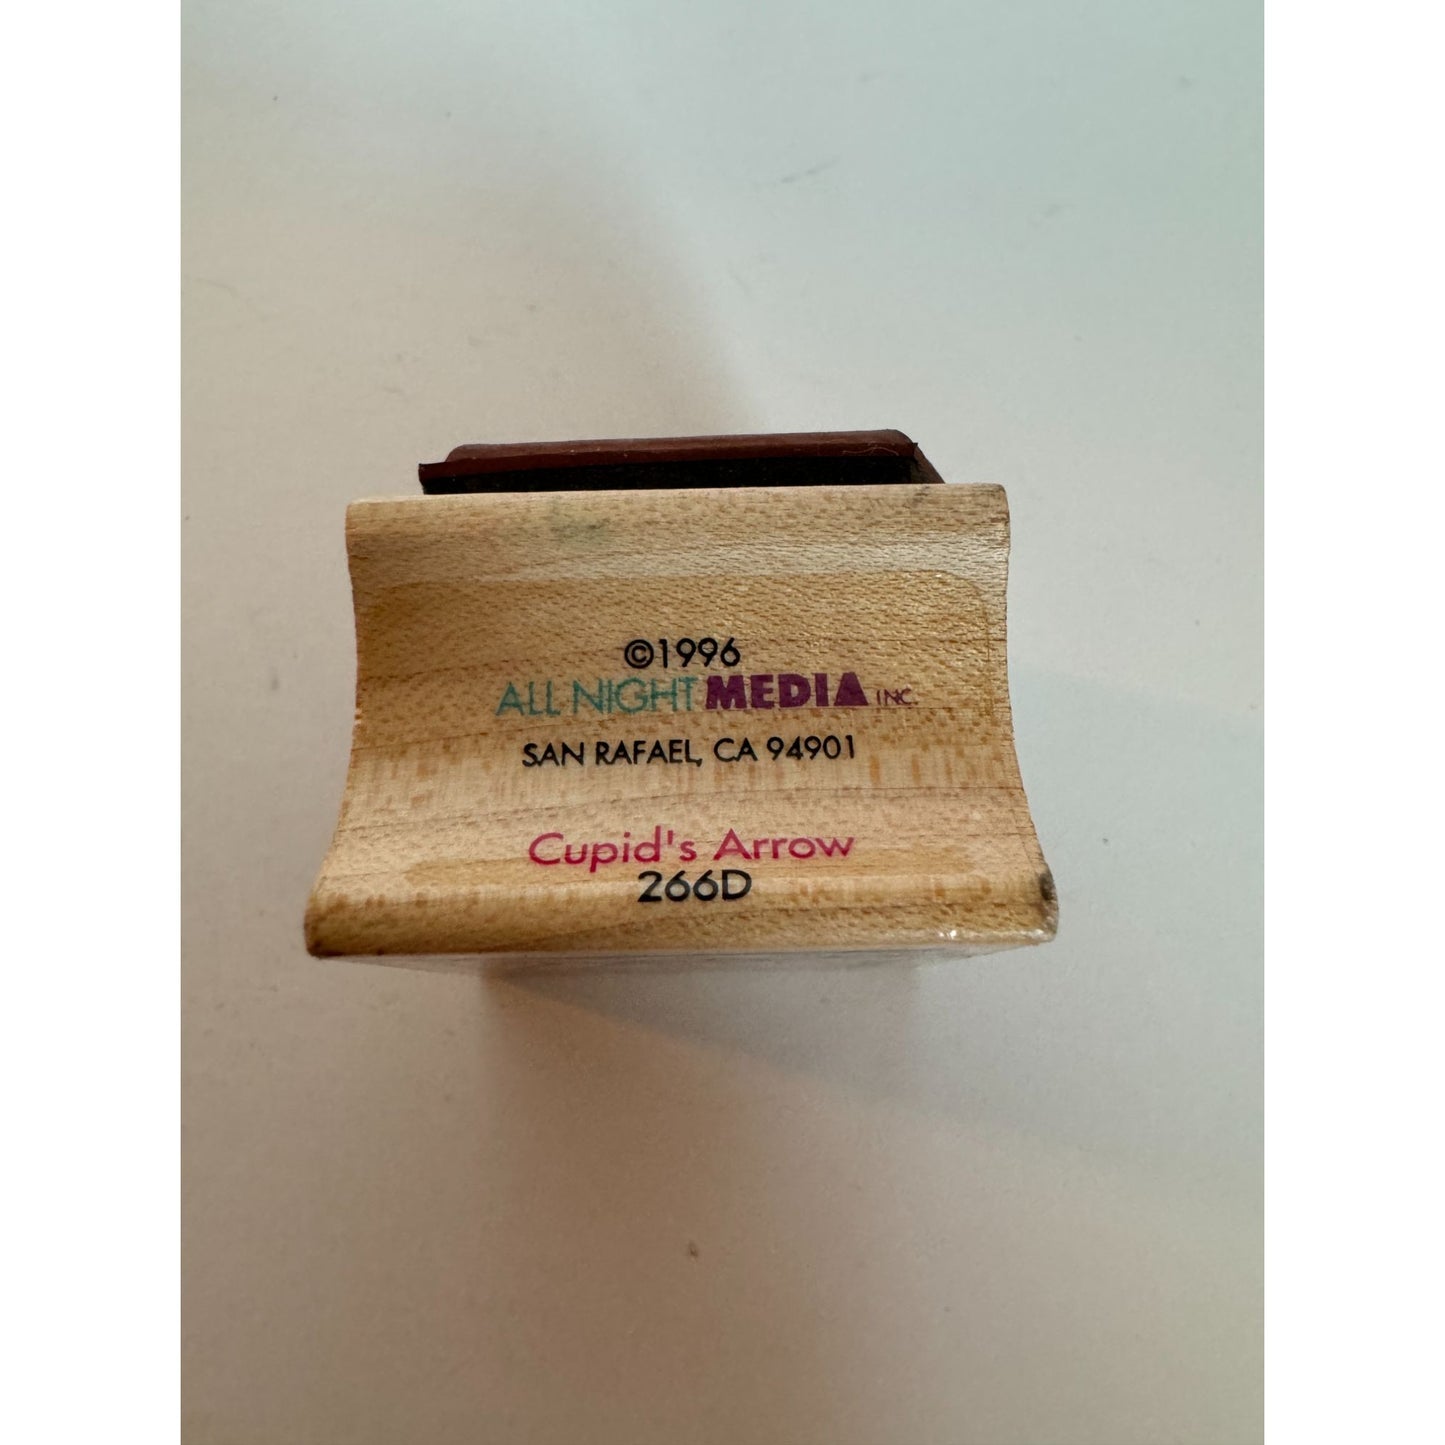 ©1996
ALL NIGHT MEDIA INC.
SAN RAFAEL, CA 94901
Cupid's Arrow
266D